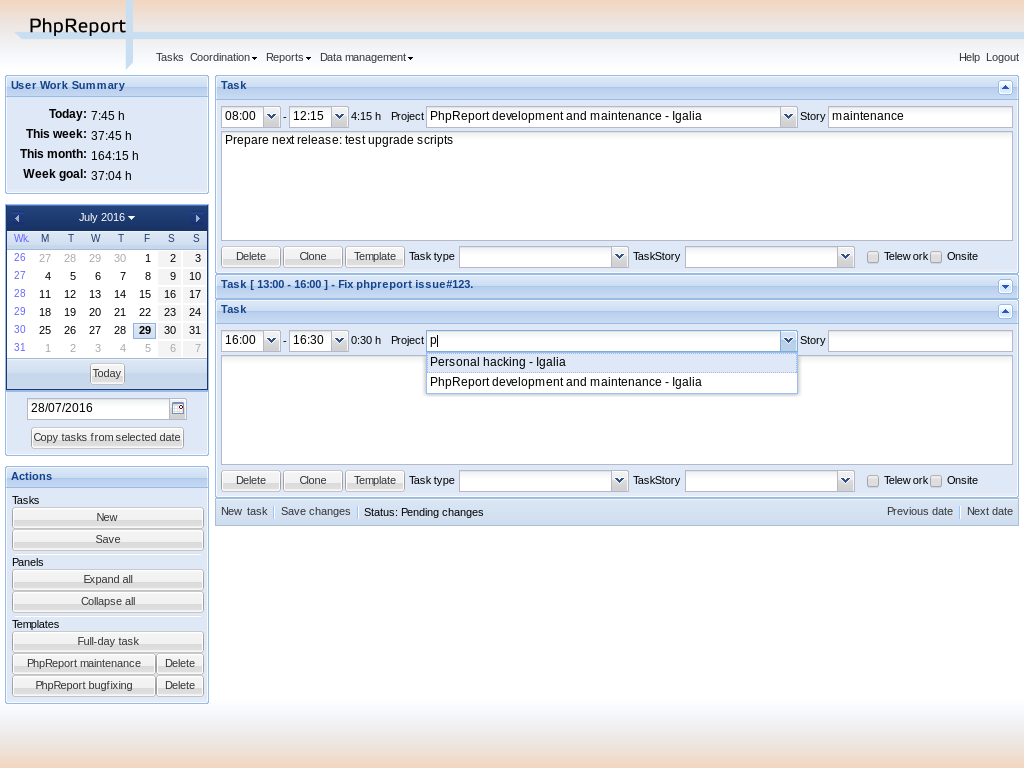 PhpReport
Tasks Coordination Reports Data management Help Logout
User Work Summary
Today: 7:45 h
This week: 37:45 h
This month: 164:15 h
Week goal: 37:04 h
July 2016
Wk. M T W T F S S
26 27 28 29 30 1 2 3
27 4 5 6 7 8 9 10
28 11 12 13 14 15 16 17
29 18 19 20 21 22 23 24
30 25 26 27 28 29 30 31
31 1 2 3 4 5 6 7
Today
28/07/2016
Copy tasks from selected date
Actions
Tasks
New
Save
Panels
Expand all
Collapse all
Templates
Full-day task
PhpReport maintenance Delete
PhpReport bugfixing Delete
Task
08:00 - 12:15 4:15 h Project PhpReport development and maintenance - Igalia Story maintenance
Prepare next release: test upgrade scripts
Delete Clone Template Task type TaskStory Telework Onsite
Task [ 13:00 - 16:00 ] - Fix phpreport issue#123.
Task
16:00 - 16:30 0:30 h Project p Story
Personal hacking - Igalia
PhpReport development and maintenance - Igalia
Delete Clone Template Task type TaskStory Telework Onsite
New task Save changes Status: Pending changes Previous date Next date